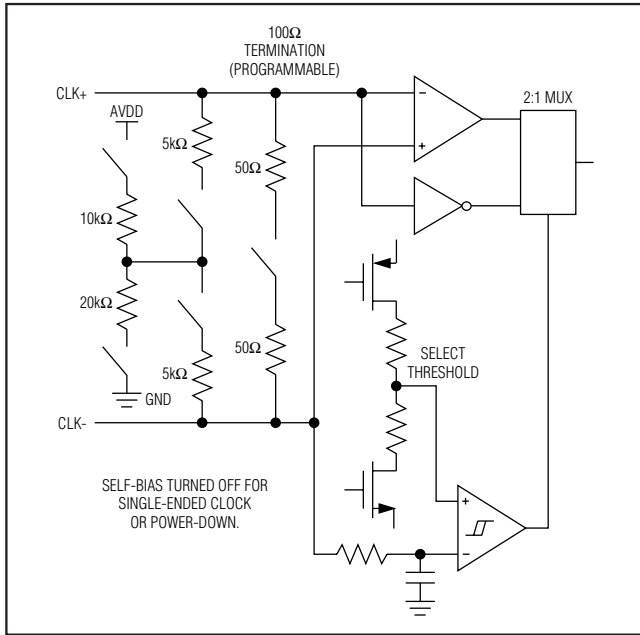 100Ω
TERMINATION
(PROGRAMMABLE)
2:1 MUX
CLK+
AVDD
5kΩ
50Ω
10kΩ
20kΩ
5kΩ
50Ω
GND
CLK-
SELECT
THRESHOLD
SELF-BIAS TURNED OFF FOR
SINGLE-ENDED CLOCK
OR POWER-DOWN.
−
+
+
−